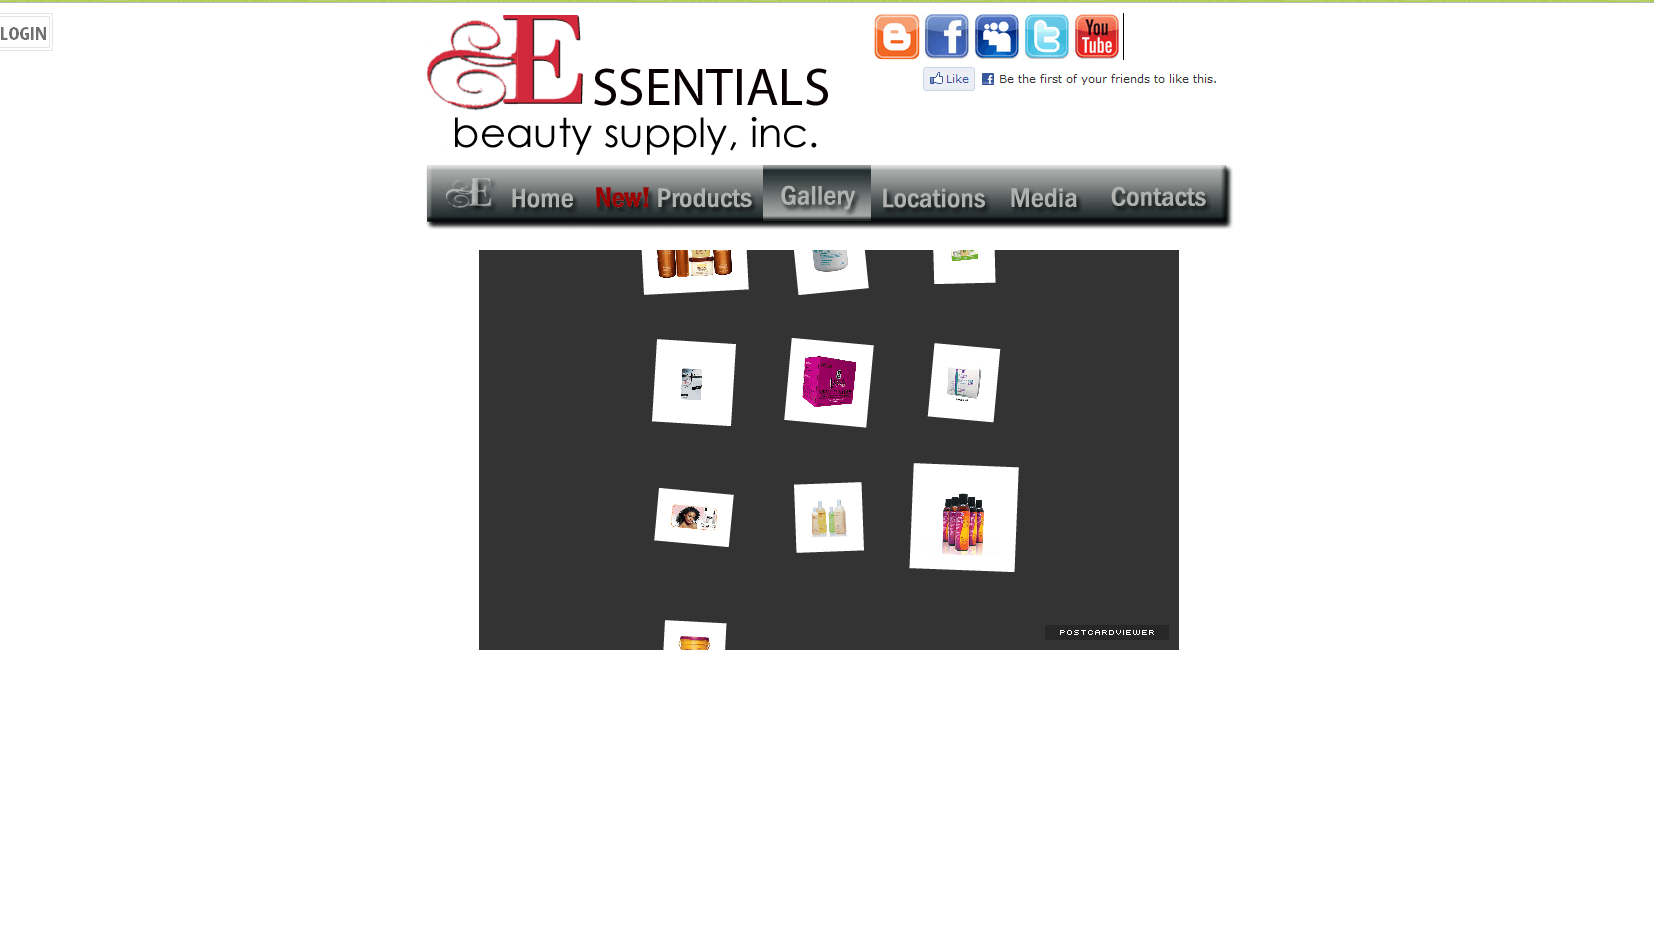 LOGIN
ESSENTIALS
beauty supply, inc.
You
Tube
Like
Be the first of your friends to like this.
E Home New! Products Gallery Locations Media Contacts
POSTCARDVIEWER